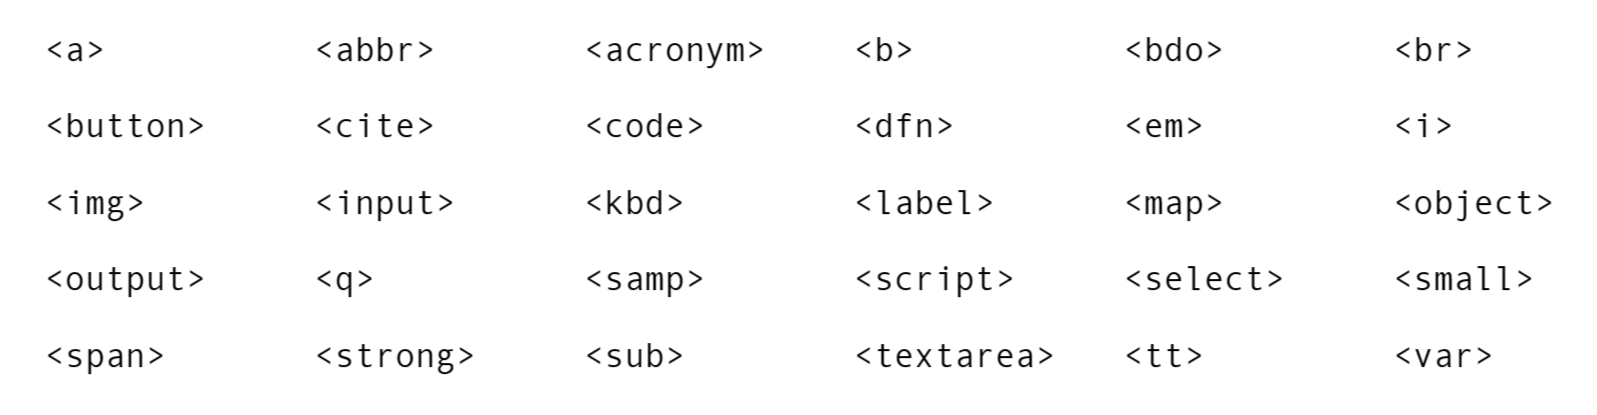 <a> <abbr> <acronym> <b> <bdo> <br>
<button> <cite> <code> <dfn> <em> <i>
<img> <input> <kbd> <label> <map> <object>
<output> <q> <samp> <script> <select> <small>
<span> <strong> <sub> <textarea> <tt> <var>